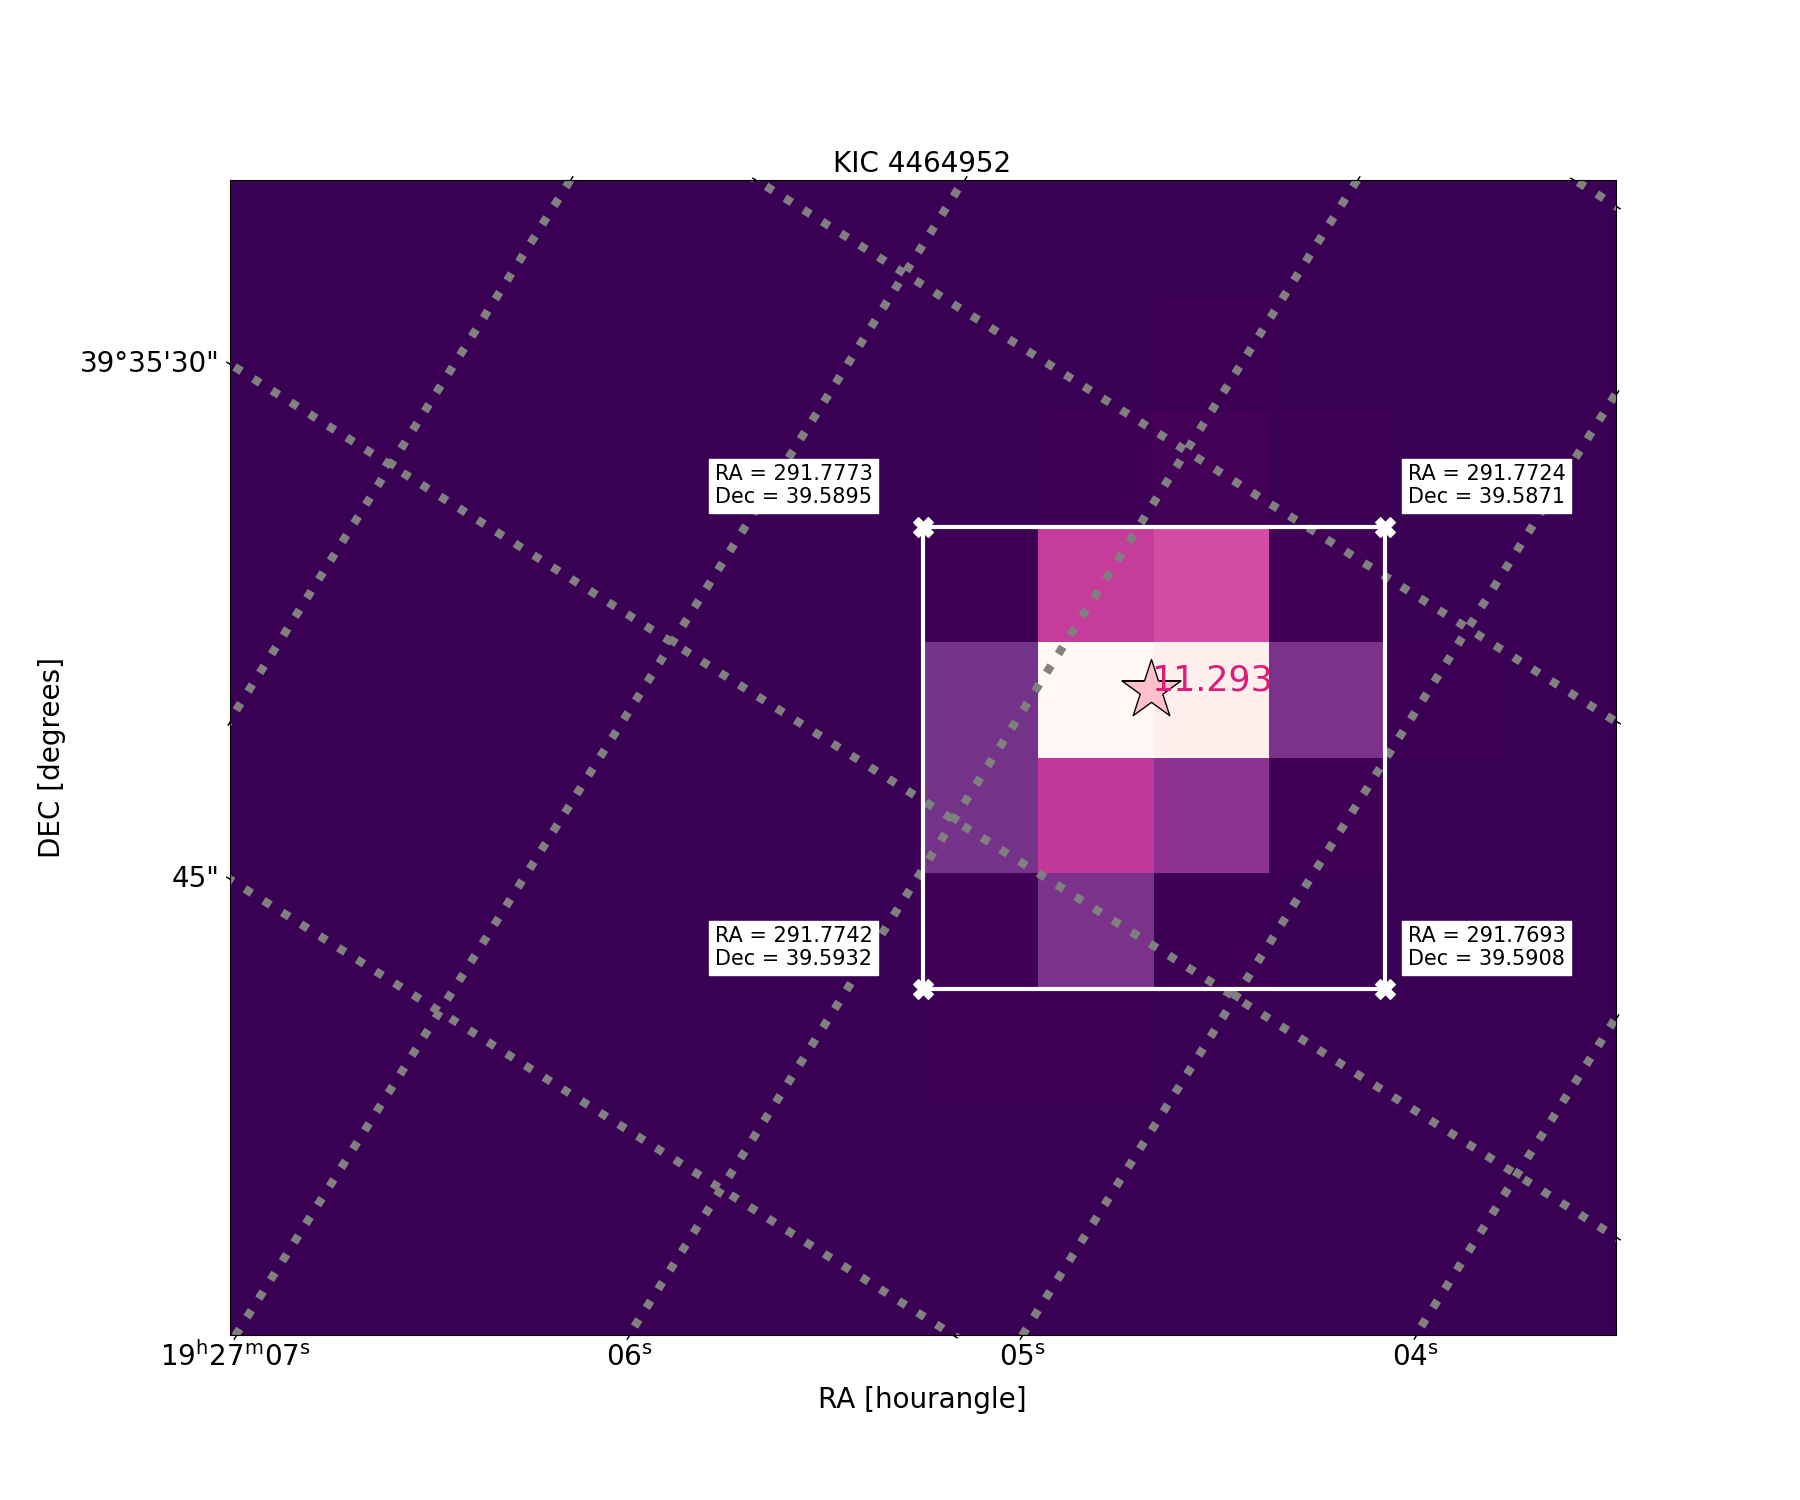 KIC 4464952
39°35'30"
RA = 291.7773
Dec = 39.5895
RA = 291.7724
Dec = 39.5871
11.293
DEC [degrees]
45"
RA = 291.7742
Dec = 39.5932
RA = 291.7693
Dec = 39.5908
19ʰ27ᵐ07ˢ
06ˢ
05ˢ
04ˢ
RA [hourangle]